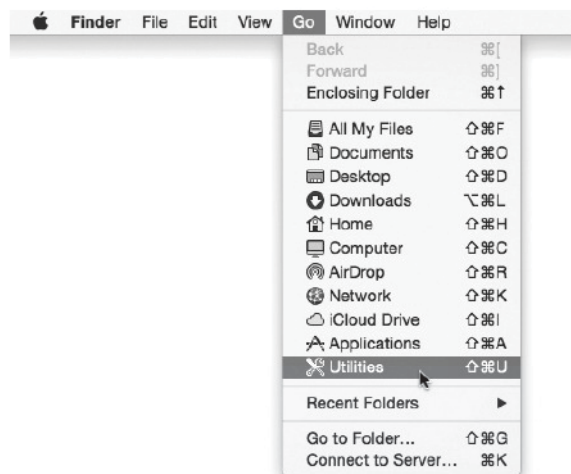 Finder File Edit View Go Window Help
Back ⌘[
Forward ⌘]
Enclosing Folder ⌘↑
All My Files ⇧⌘F
Documents ⇧⌘O
Desktop ⇧⌘D
Downloads ⌥⌘L
Home ⇧⌘H
Computer ⇧⌘C
AirDrop ⇧⌘R
Network ⇧⌘K
iCloud Drive ⇧⌘I
Applications ⇧⌘A
Utilities ⇧⌘U
Recent Folders ▶
Go to Folder... ⇧⌘G
Connect to Server... ⌘K